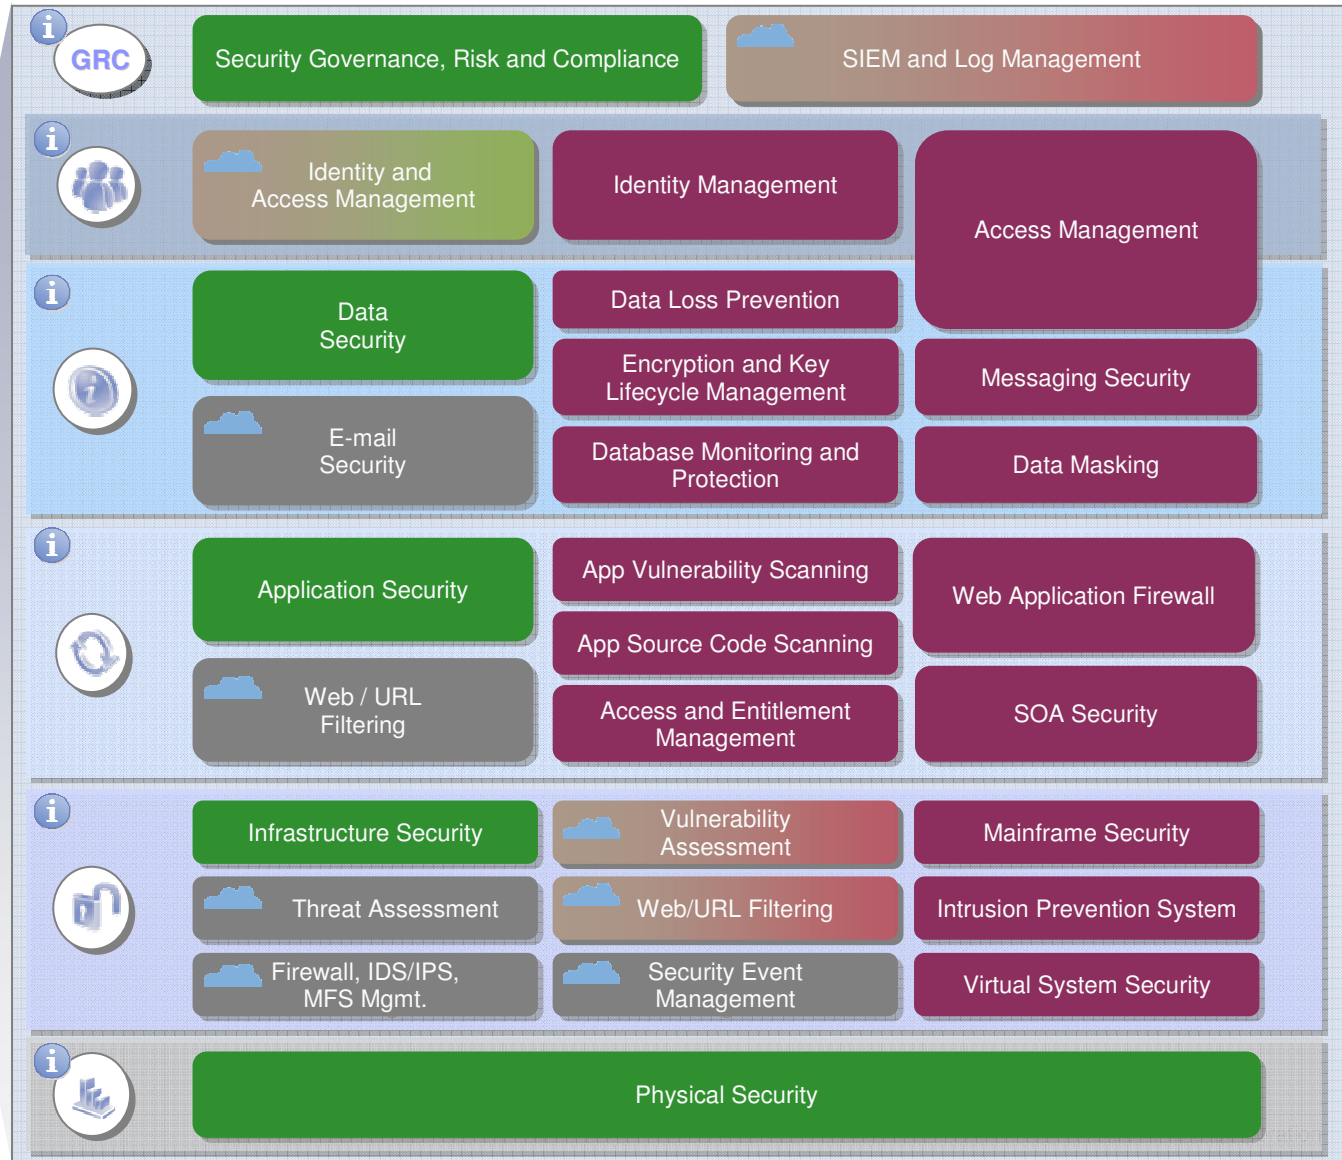 i
GRC
Security Governance, Risk and Compliance
SIEM and Log Management
i
Identity and
Access Management
Identity Management
Access Management
i
Data
Security
Data Loss Prevention
Encryption and Key
Lifecycle Management
Messaging Security
E-mail
Security
Database Monitoring and
Protection
Data Masking
i
i
Application Security
App Vulnerability Scanning
Web Application Firewall
App Source Code Scanning
Web / URL
Filtering
Access and Entitlement
Management
SOA Security
i
Infrastructure Security
Vulnerability
Assessment
Mainframe Security
Threat Assessment
Web/URL Filtering
Intrusion Prevention System
Firewall, IDS/IPS,
MFS Mgmt.
Security Event
Management
Virtual System Security
i
Physical Security